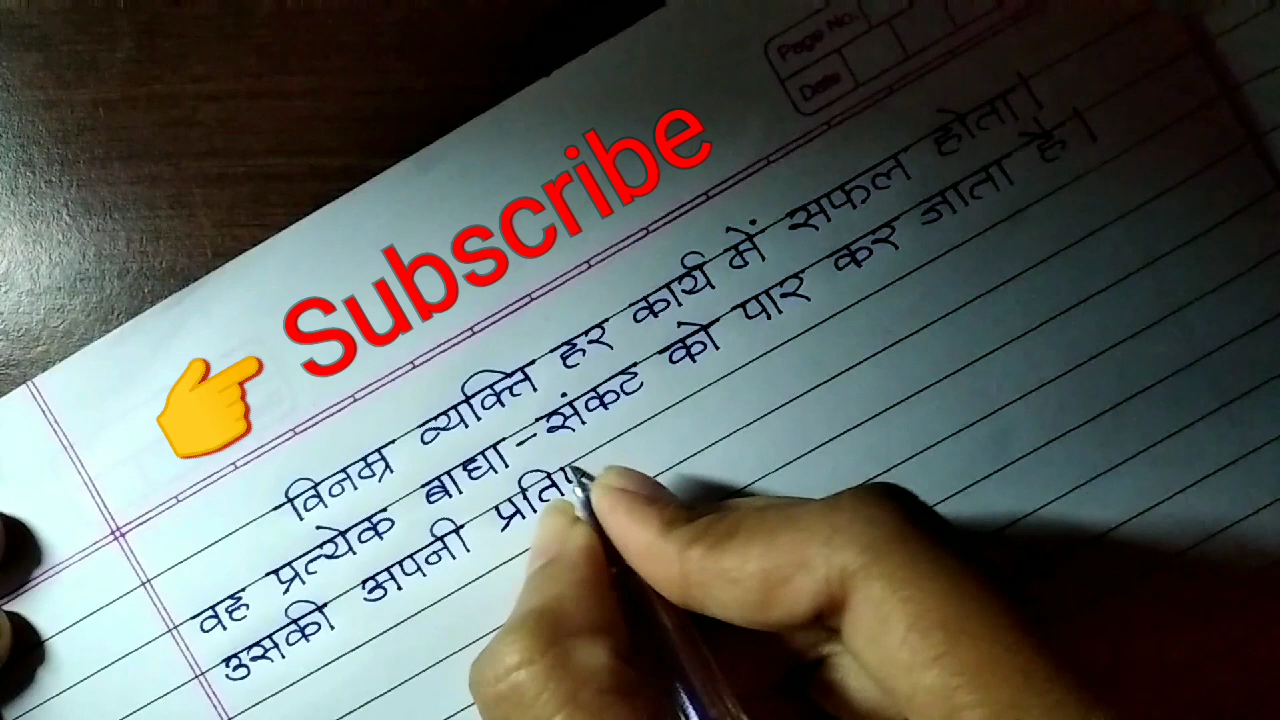 Page No.
Date
Subscribe
विनम्र व्यक्ति हर कार्य में सफल होता।
वह प्रत्येक बाधा-संकट को पार कर जाता है।
उसकी अपनी